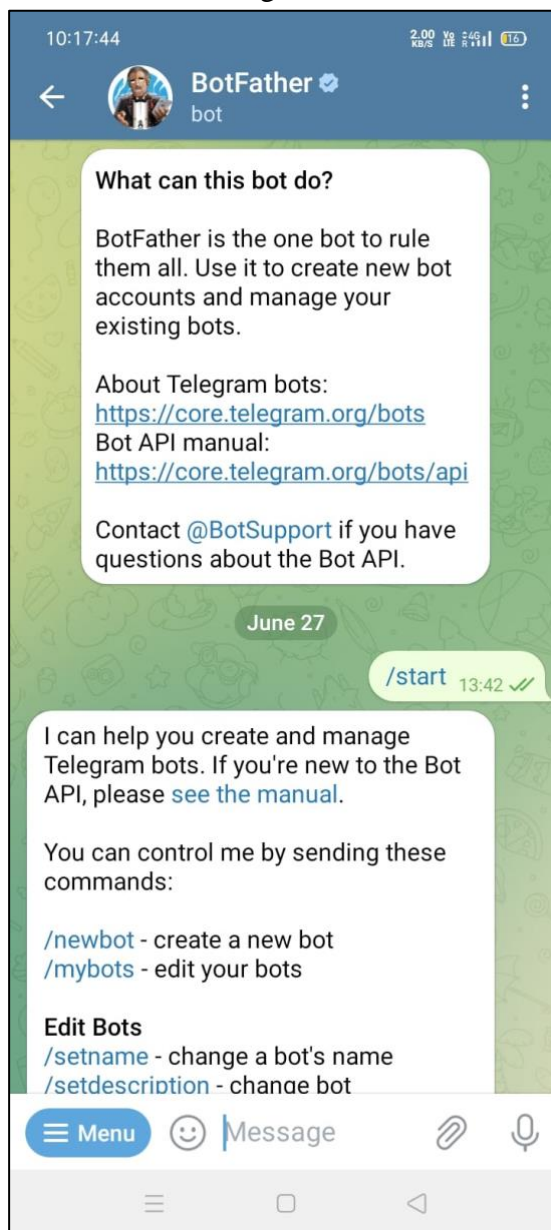 10:17:44 2.00 KB/S Vo LTE 4G R 16
BotFather
bot
What can this bot do?
BotFather is the one bot to rule
them all. Use it to create new bot
accounts and manage your
existing bots.
About Telegram bots:
https://core.telegram.org/bots
Bot API manual:
https://core.telegram.org/bots/api
Contact @BotSupport if you have
questions about the Bot API.
June 27
/start 13:42
I can help you create and manage
Telegram bots. If you're new to the Bot
API, please see the manual.
You can control me by sending these
commands:
/newbot - create a new bot
/mybots - edit your bots
Edit Bots
/setname - change a bot's name
/setdescription - change bot
Menu Message